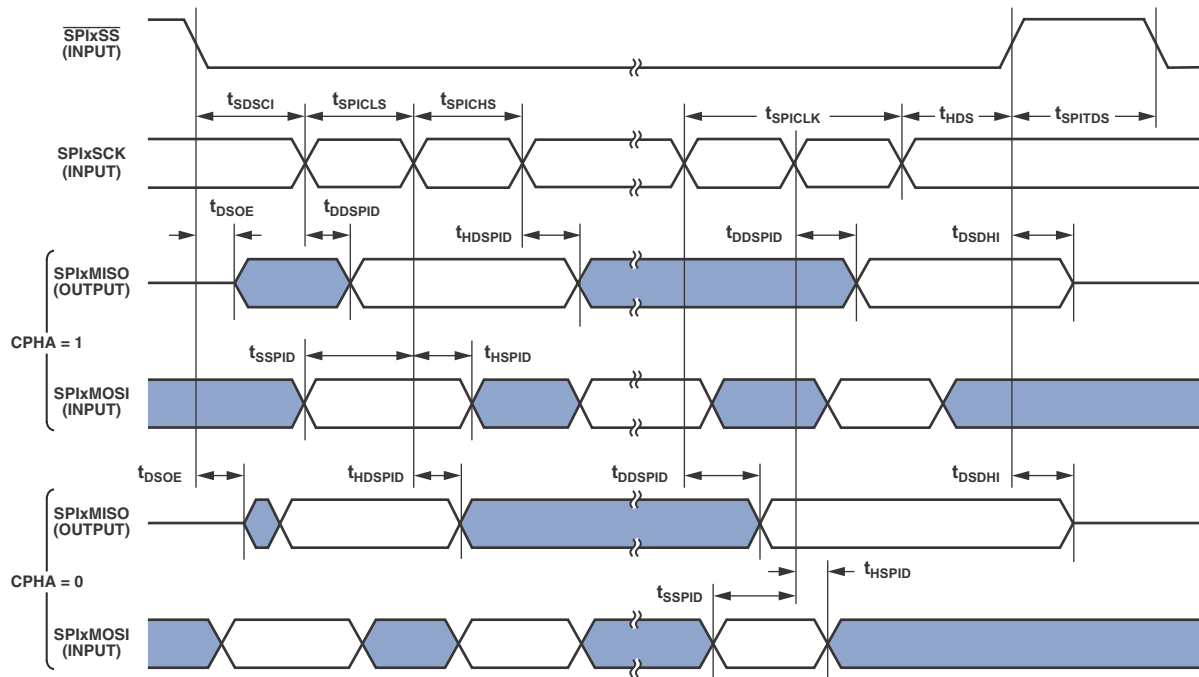 SPIxSS
(INPUT)
tSDSCI
tSPICLS
tSPICHS
tSPICLK
tHDS
tSPITDS
SPIxSCK
(INPUT)
tDSOE
tDDSPID
tHDSPID
tDDSPID
tDSDHI
SPIxMISO
(OUTPUT)
CPHA = 1
tSSPID
tHSPID
SPIxMOSI
(INPUT)
tDSOE
tHDSPID
tDDSPID
tDSDHI
SPIxMISO
(OUTPUT)
CPHA = 0
tHSPID
tSSPID
SPIxMOSI
(INPUT)